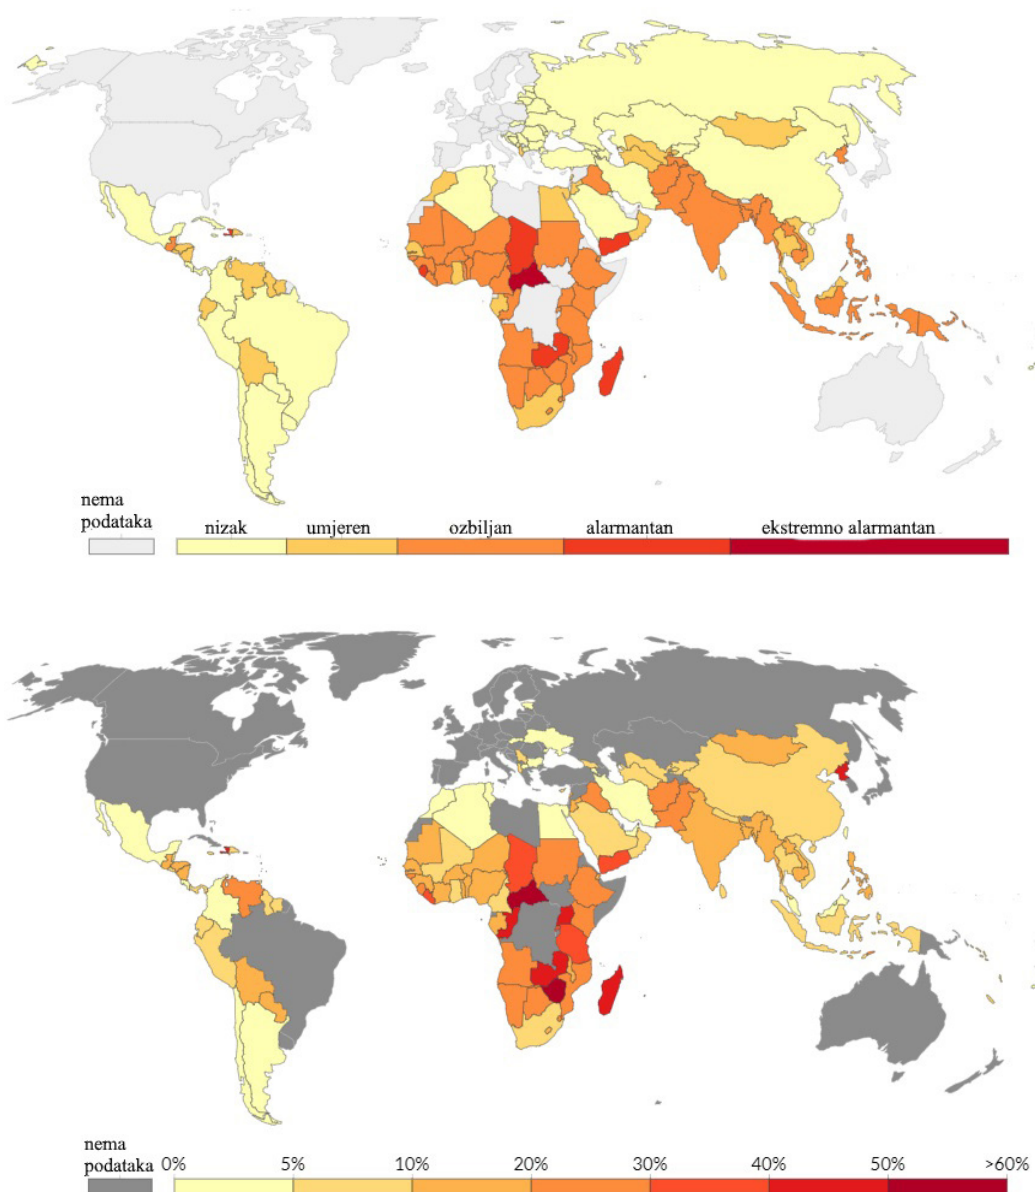 nema
podataka
nizak umjeren ozbiljan alarmantan ekstremno alarmantan
nema
podataka 0% 5% 10% 20% 30% 40% 50% >60%